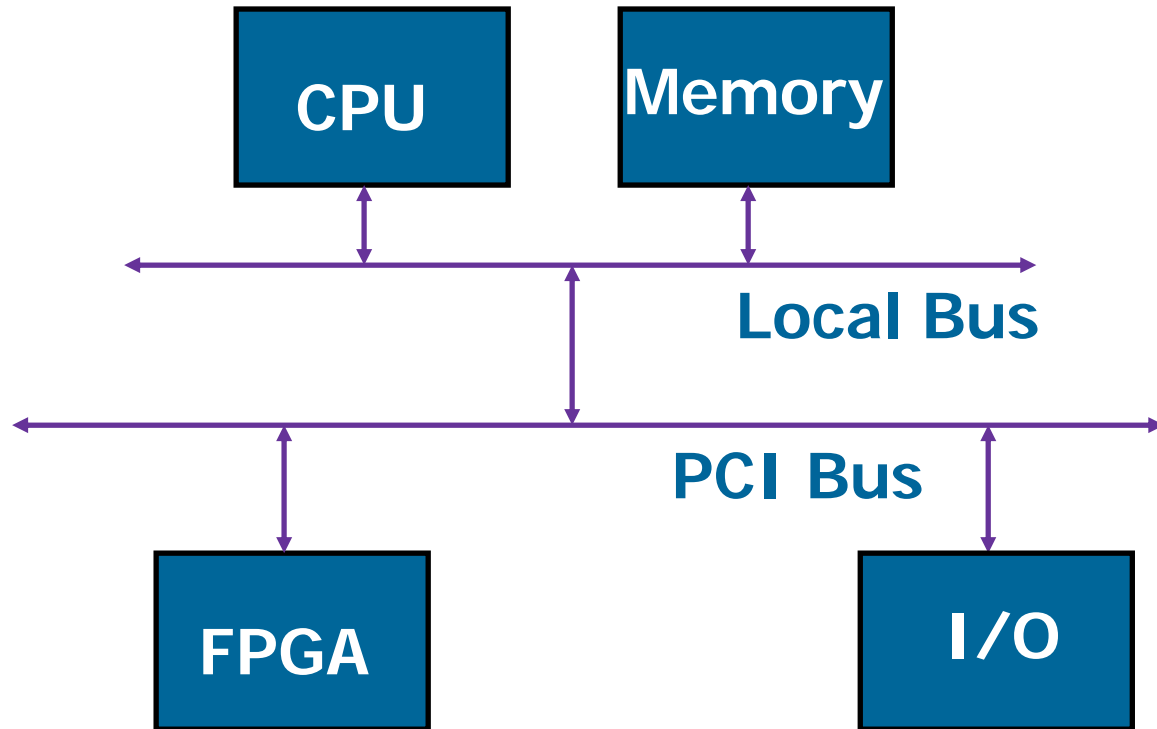 CPU
Memory
Local Bus
PCI Bus
FPGA
I/O